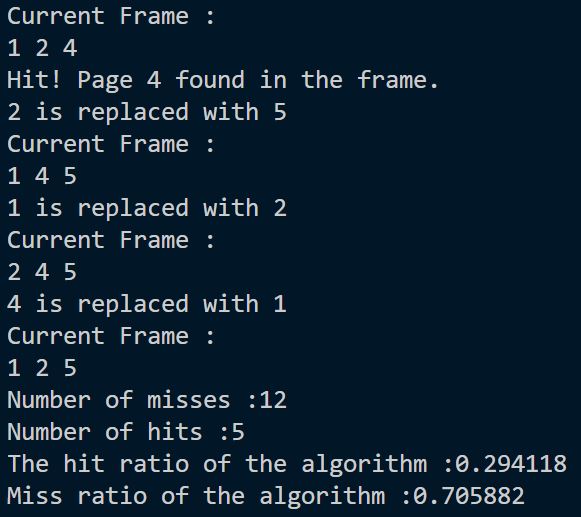 Current Frame :
1 2 4
Hit! Page 4 found in the frame.
2 is replaced with 5
Current Frame :
1 4 5
1 is replaced with 2
Current Frame :
2 4 5
4 is replaced with 1
Current Frame :
1 2 5
Number of misses :12
Number of hits :5
The hit ratio of the algorithm :0.294118
Miss ratio of the algorithm :0.705882